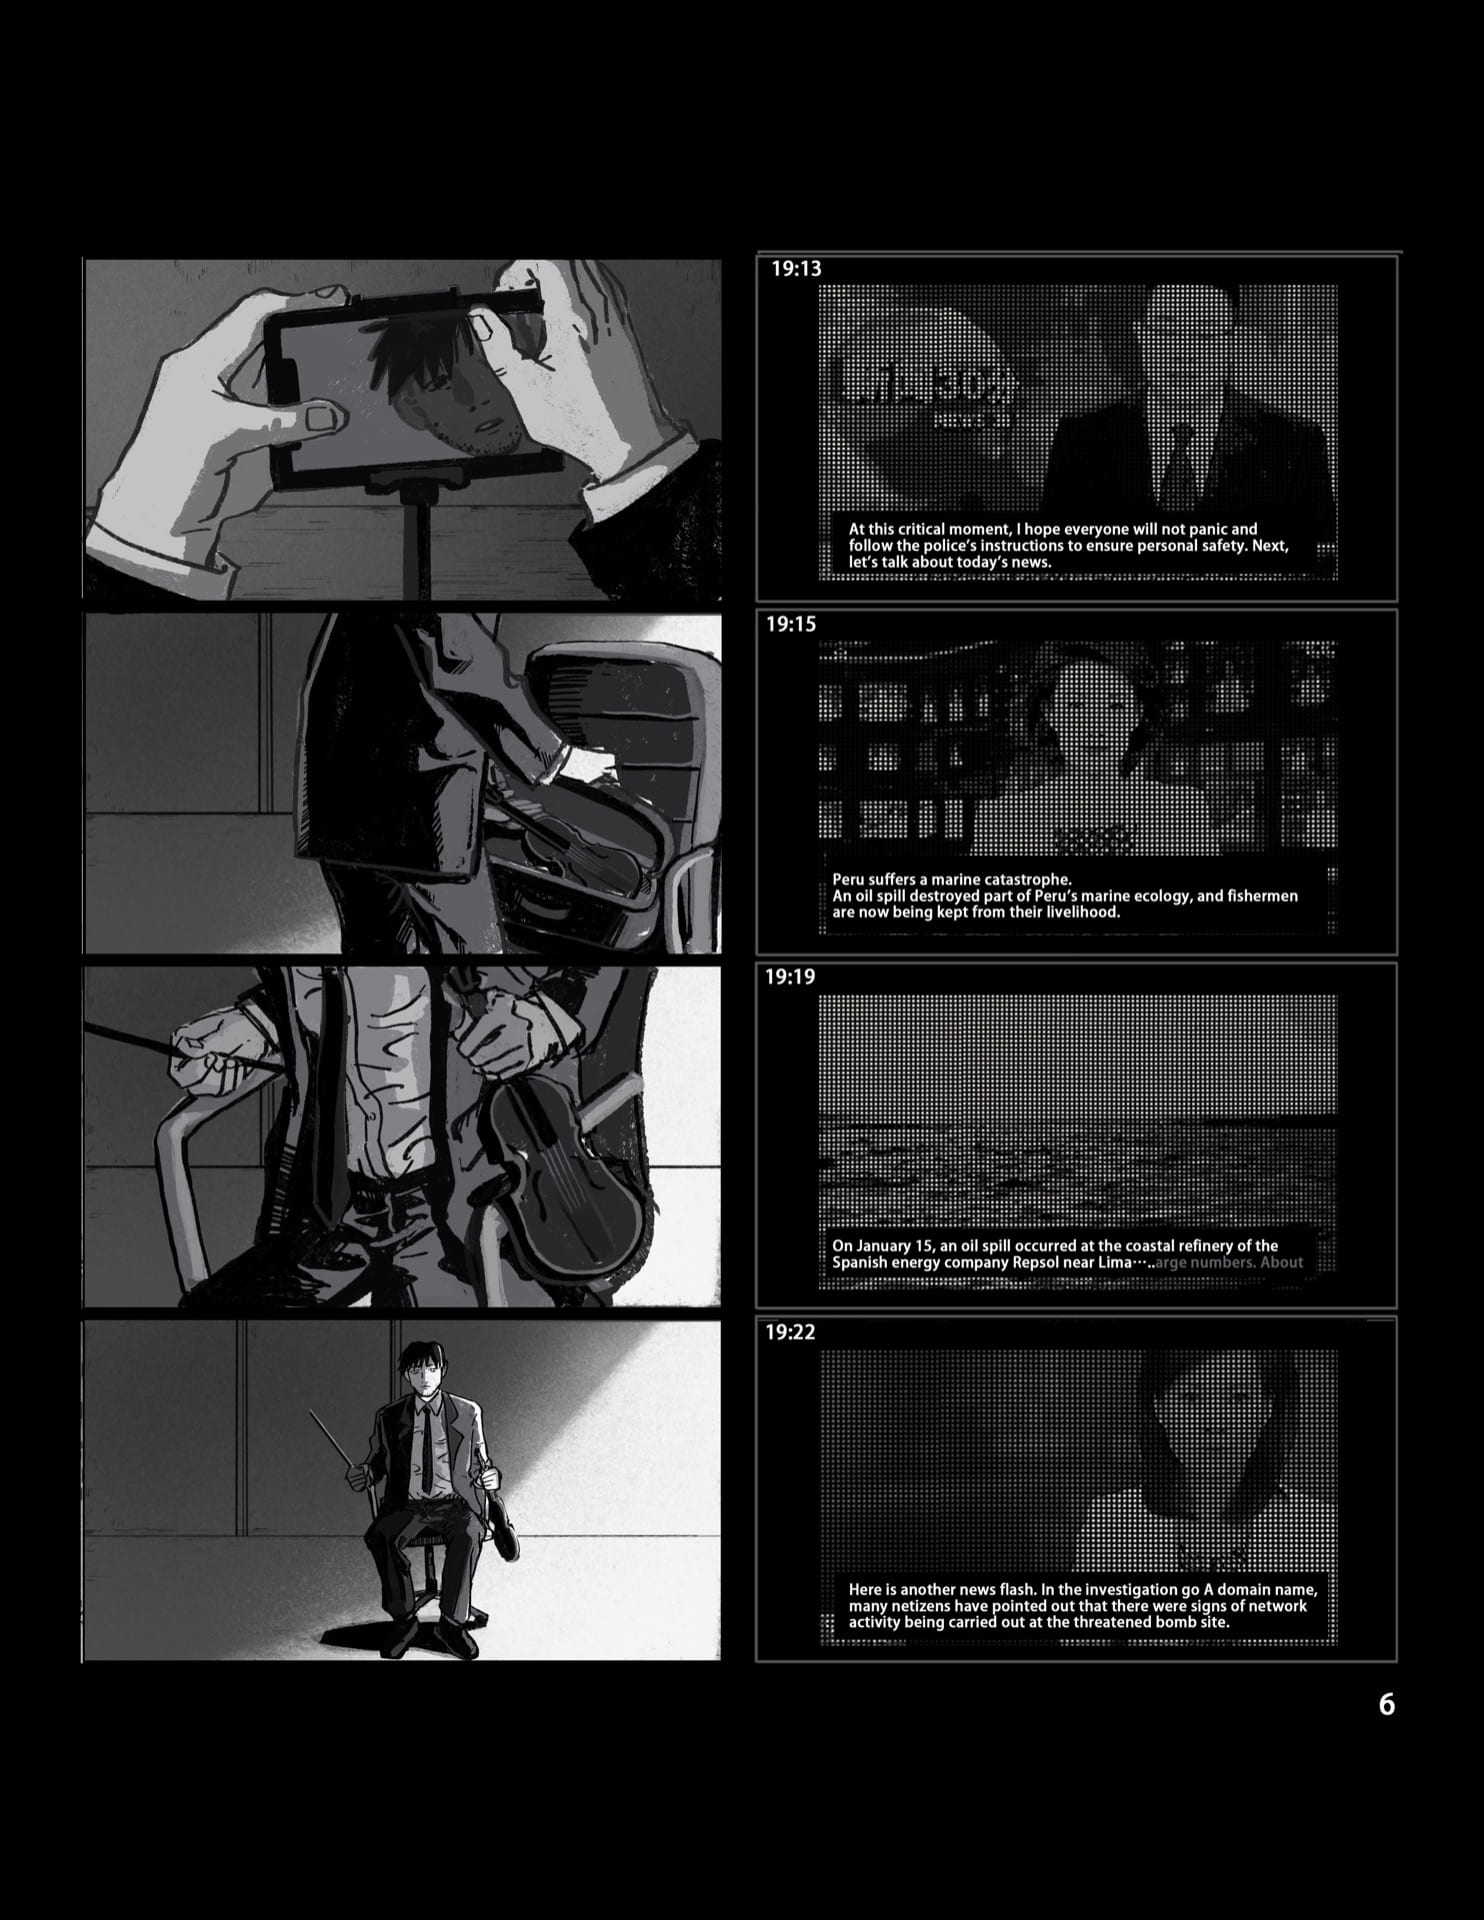 19:13
At this critical moment, I hope everyone will not panic and
follow the police's instructions to ensure personal safety. Next,
let's talk about today's news.
19:15
Peru suffers a marine catastrophe.
An oil spill destroyed part of Peru's marine ecology, and fishermen
are now being kept from their livelihood.
19:19
On January 15, an oil spill occurred at the coastal refinery of the
Spanish energy company Repsol near Lima…..arge numbers. About
19:22
Here is another news flash. In the investigation go A domain name,
many netizens have pointed out that there were signs of network
activity being carried out at the threatened bomb site.
6